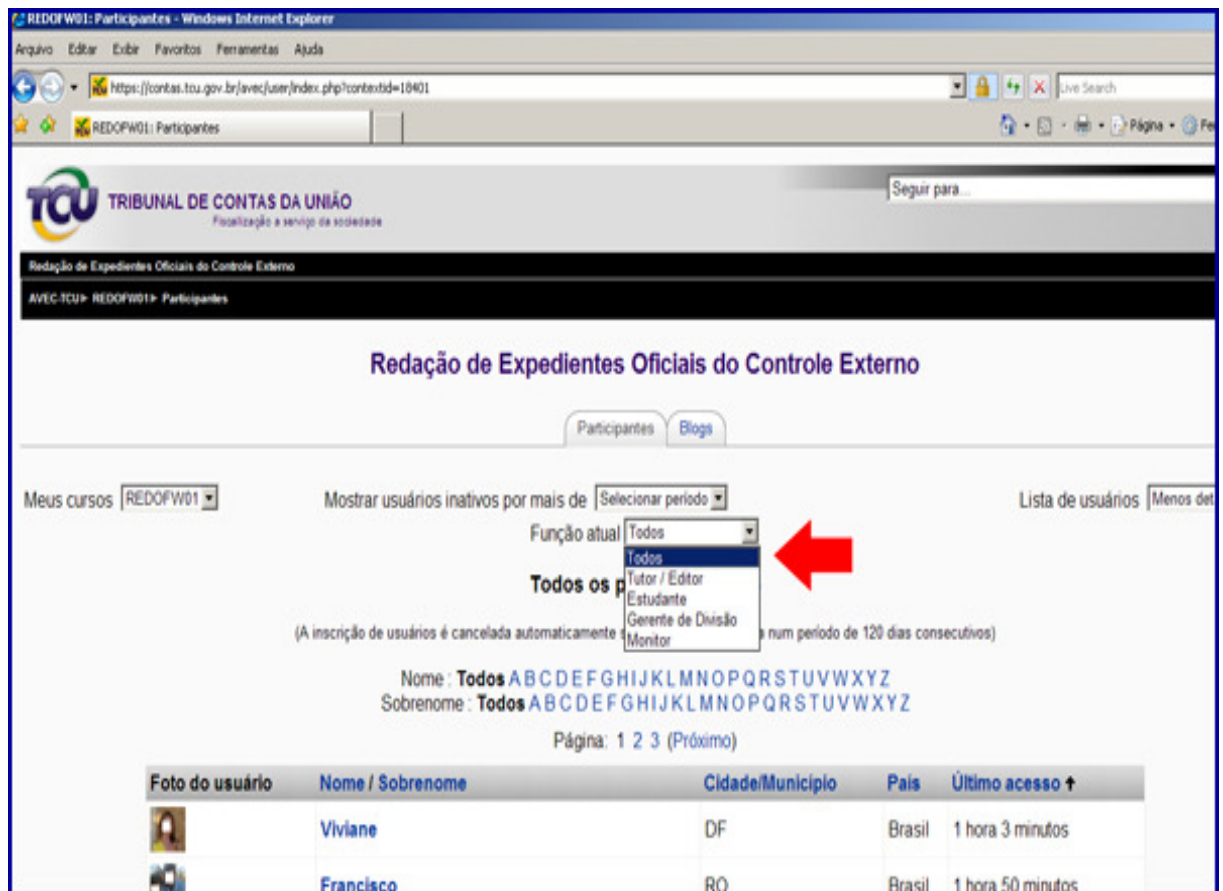 REDOFW01: Participantes - Windows Internet Explorer
Arquivo Editar Exibir Favoritos Ferramentas Ajuda
https://contas.tcu.gov.br/avec/user/index.php?contextid=18401
Live Search
REDOFW01: Participantes
Página
TCU
TRIBUNAL DE CONTAS DA UNIÃO
Fiscalização a serviço da sociedade
Seguir para...
Redação de Expedientes Oficiais do Controle Externo
AVEC-TCU► REDOFW01► Participantes
Redação de Expedientes Oficiais do Controle Externo
Participantes Blogs
Meus cursos REDOFW01 Mostrar usuários inativos por mais de Selecionar período Lista de usuários Menos det
Função atual Todos
Todos
Tutor / Editor
Estudante
Gerente de Divisão
Monitor
Todos os p
(A inscrição de usuários é cancelada automaticamente num período de 120 dias consecutivos)
Nome : Todos A B C D E F G H I J K L M N O P Q R S T U V W X Y Z
Sobrenome : Todos A B C D E F G H I J K L M N O P Q R S T U V W X Y Z
Página: 1 2 3 (Próximo)
Foto do usuário Nome / Sobrenome Cidade/Município País Último acesso ↑
Viviane DF Brasil 1 hora 3 minutos
Francisco RO Brasil 1 hora 50 minutos